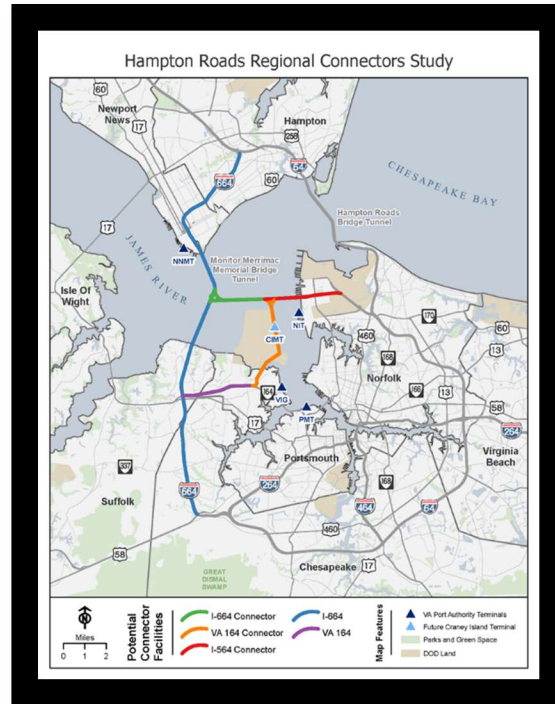 Hampton Roads Regional Connectors Study
60
Newport
News
17
Hampton
258
64
664
60
CHESAPEAKE BAY
17
Hampton Roads
Bridge Tunnel
JAMES RIVER
NNMT
Monitor Merrimac
Memorial Bridge
Tunnel
Isle Of
Wight
NIT
CIMT
170
60
460
13
168
Norfolk
164
VIG
166
13
17
PMT
58
264
Virginia
Beach
Portsmouth
337
264
168
664
464
64
Suffolk
460
58
GREAT
DISMAL
SWAMP
Chesapeake
17
N
Miles
0 1 2
Potential
Connector
Facilities
I-664 Connector
VA 164 Connector
I-564 Connector
I-664
VA 164
Map Features
VA Port Authority Terminals
Future Craney Island Terminal
Parks and Green Space
DOD Land